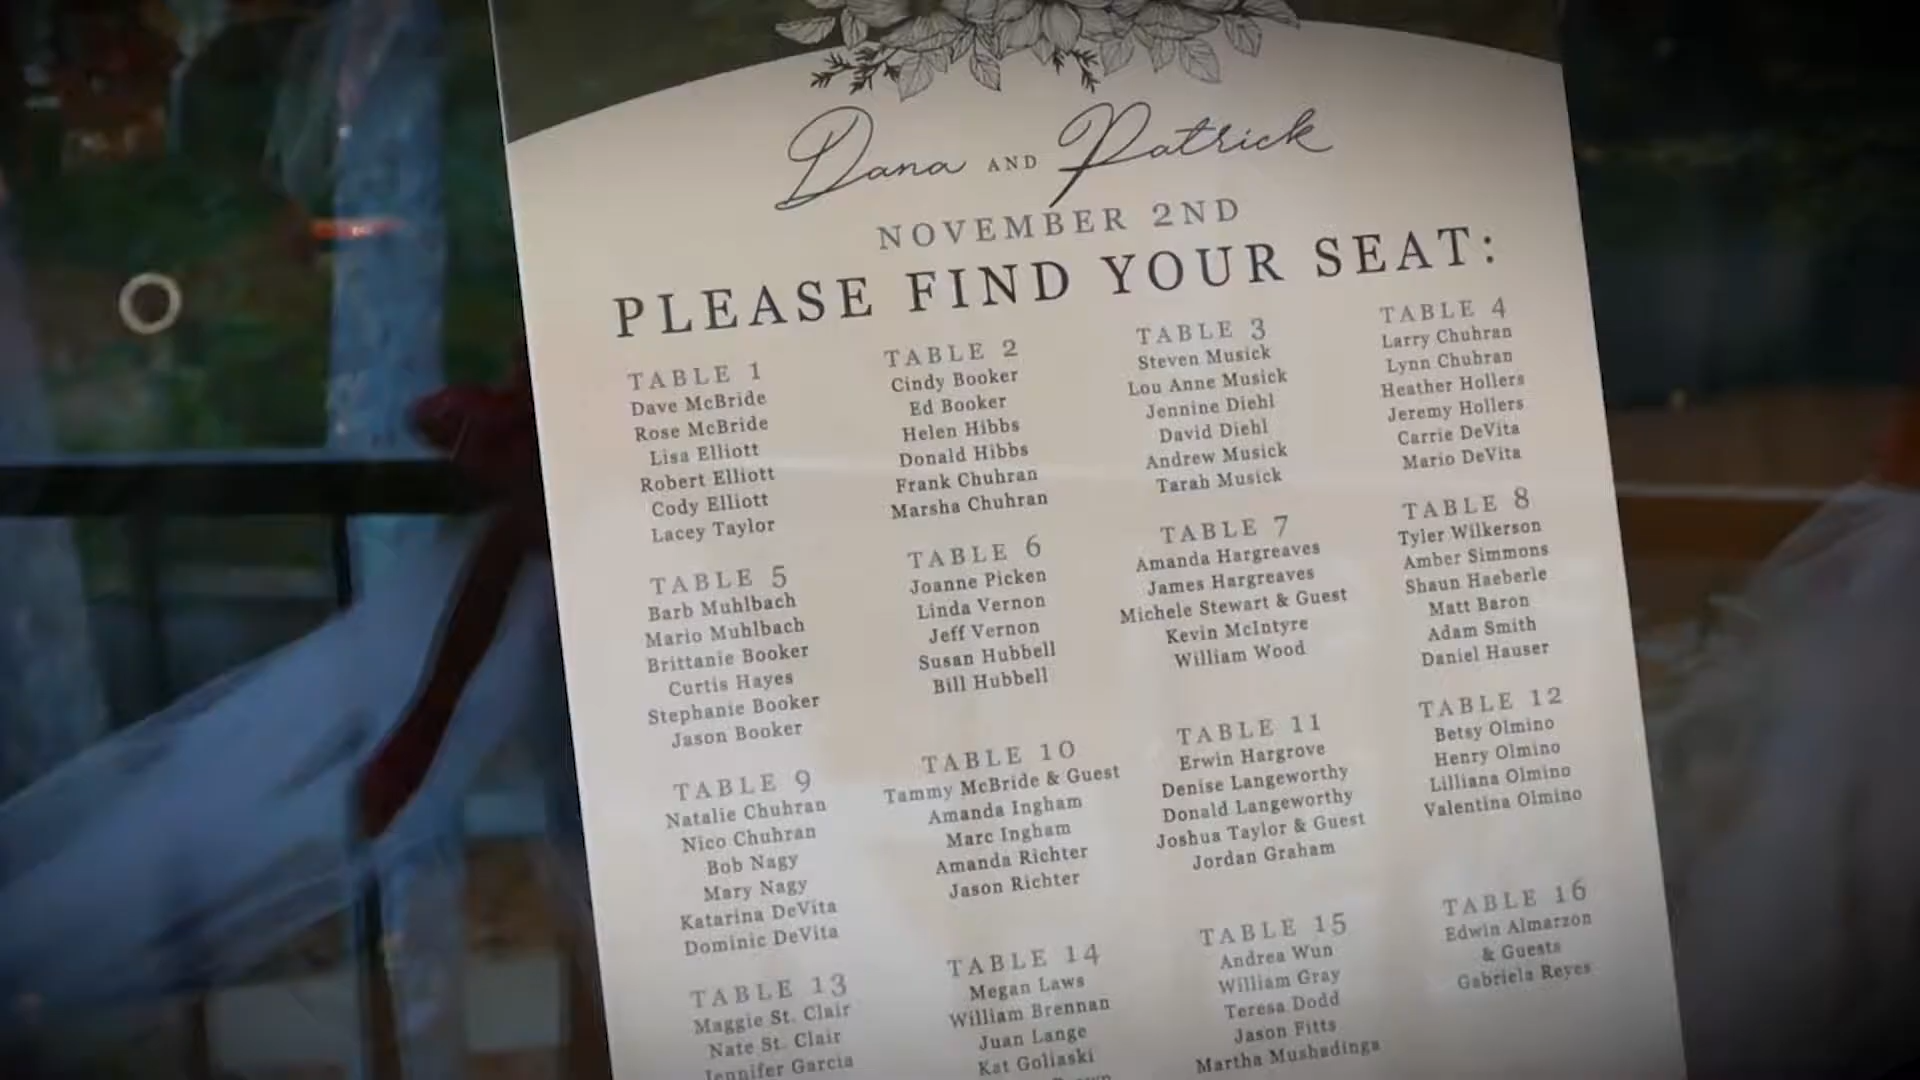 Dana AND Patrick
NOVEMBER 2ND
PLEASE FIND YOUR SEAT:
TABLE 1
Dave McBride
Rose McBride
Lisa Elliott
Robert Elliott
Cody Elliott
Lacey Taylor
TABLE 2
Cindy Booker
Ed Booker
Helen Hibbs
Donald Hibbs
Frank Chuhran
Marsha Chuhran
TABLE 3
Steven Musick
Lou Anne Musick
Jennine Diehl
David Diehl
Andrew Musick
Tarah Musick
TABLE 4
Larry Chuhran
Lynn Chuhran
Heather Hollers
Jeremy Hollers
Carrie DeVita
Mario DeVita
TABLE 5
Barb Muhlbach
Mario Muhlbach
Brittanie Booker
Curtis Hayes
Stephanie Booker
Jason Booker
TABLE 6
Joanne Picken
Linda Vernon
Jeff Vernon
Susan Hubbell
Bill Hubbell
TABLE 7
Amanda Hargreaves
James Hargreaves
Michele Stewart & Guest
Kevin McIntyre
William Wood
TABLE 8
Tyler Wilkerson
Amber Simmons
Shaun Haeberle
Matt Baron
Adam Smith
Daniel Hauser
TABLE 9
Natalie Chuhran
Nico Chuhran
Bob Nagy
Mary Nagy
Katarina DeVita
Dominic DeVita
TABLE 10
Tammy McBride & Guest
Amanda Ingham
Marc Ingham
Amanda Richter
Jason Richter
TABLE 11
Erwin Hargrove
Denise Langeworthy
Donald Langeworthy
Joshua Taylor & Guest
Jordan Graham
TABLE 12
Betsy Olmino
Henry Olmino
Lilliana Olmino
Valentina Olmino
TABLE 13
Maggie St. Clair
Nate St. Clair
Jennifer Garcia
TABLE 14
Megan Laws
William Brennan
Juan Lange
Kat Goliaski
TABLE 15
Andrea Wun
William Gray
Teresa Dodd
Jason Fitts
Martha Mushadinga
TABLE 16
Edwin Almarzon
& Guests
Gabriela Reyes